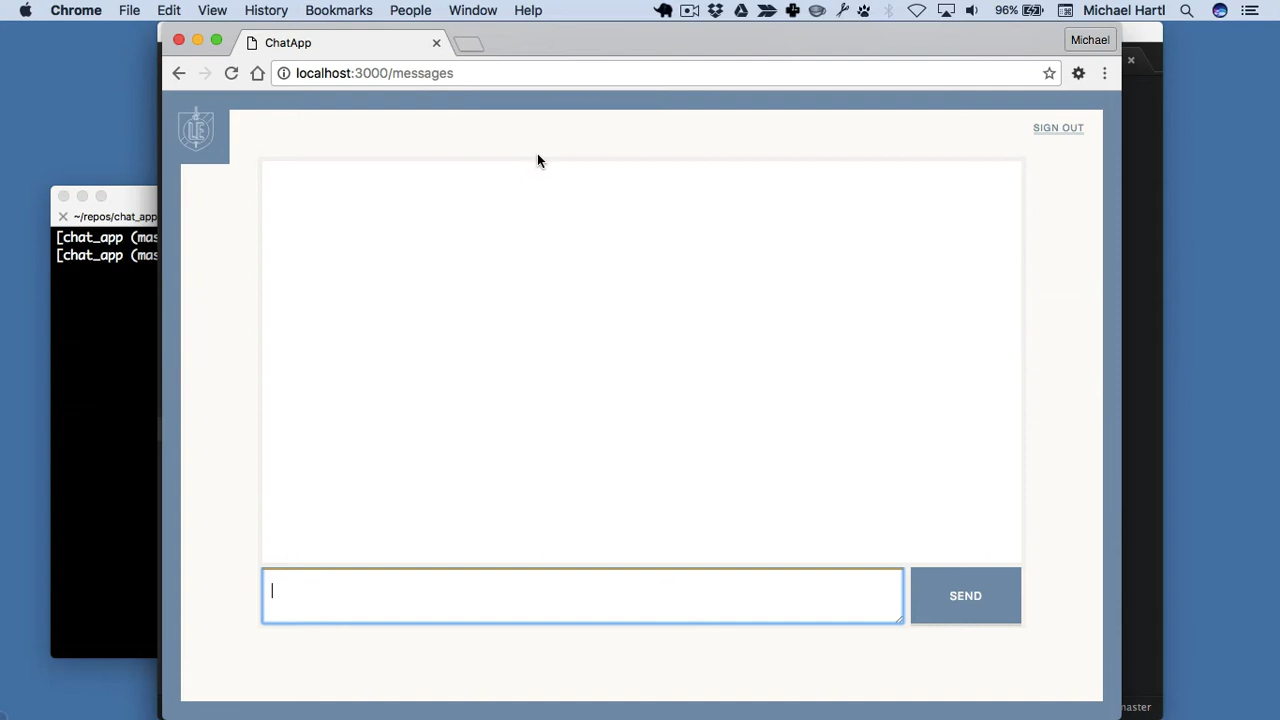 Chrome File Edit View History Bookmarks People Window Help 96% Michael Hartl
ChatApp
Michael
localhost:3000/messages
LE
SIGN OUT
~/repos/chat_app
[chat_app (mas
[chat_app (mas
SEND
master